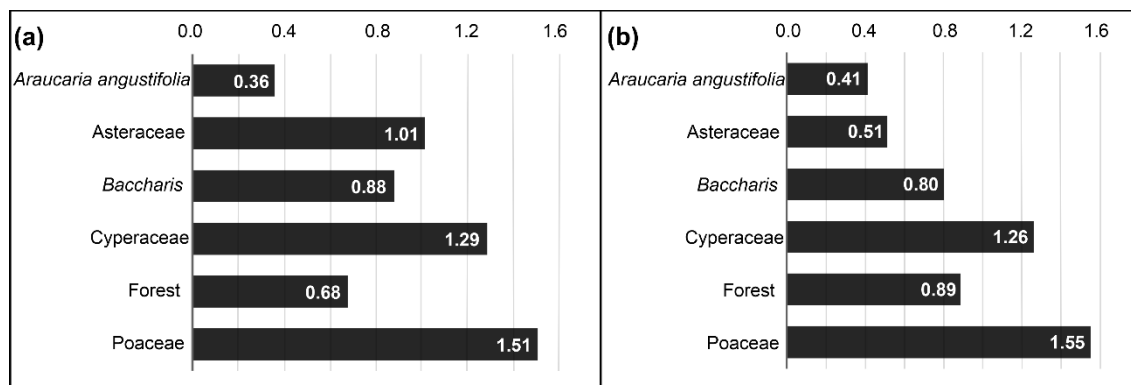 (a)
0.0 0.4 0.8 1.2 1.6
Araucaria angustifolia 0.36
Asteraceae 1.01
Baccharis 0.88
Cyperaceae 1.29
Forest 0.68
Poaceae 1.51
(b)
0.0 0.4 0.8 1.2 1.6
Araucaria angustifolia 0.41
Asteraceae 0.51
Baccharis 0.80
Cyperaceae 1.26
Forest 0.89
Poaceae 1.55